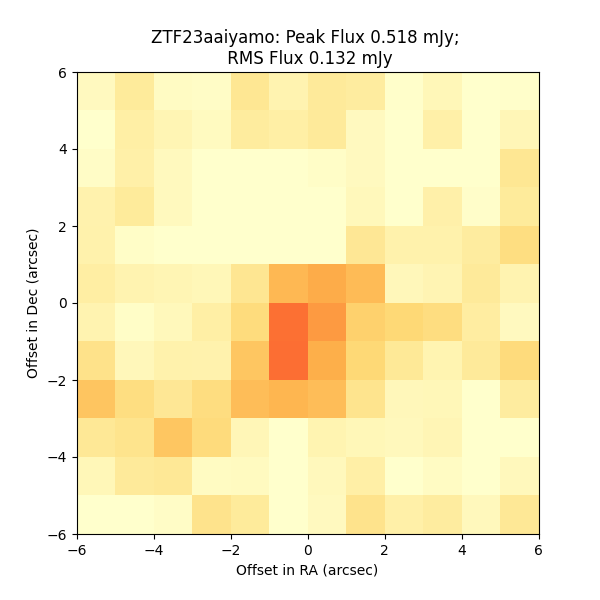 ZTF23aaiyamo: Peak Flux 0.518 mJy;
RMS Flux 0.132 mJy
6
4
2
0
−2
−4
−6
Offset in Dec (arcsec)
−6 −4 −2 0 2 4 6
Offset in RA (arcsec)